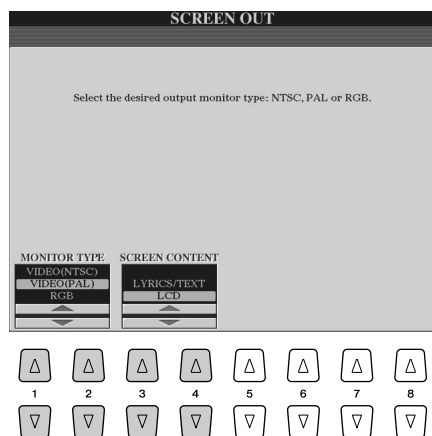 SCREEN OUT
Select the desired output monitor type: NTSC, PAL or RGB.
MONITOR TYPE SCREEN CONTENT
VIDEO(NTSC)
VIDEO(PAL) LYRICS/TEXT
RGB LCD
1 2 3 4 5 6 7 8